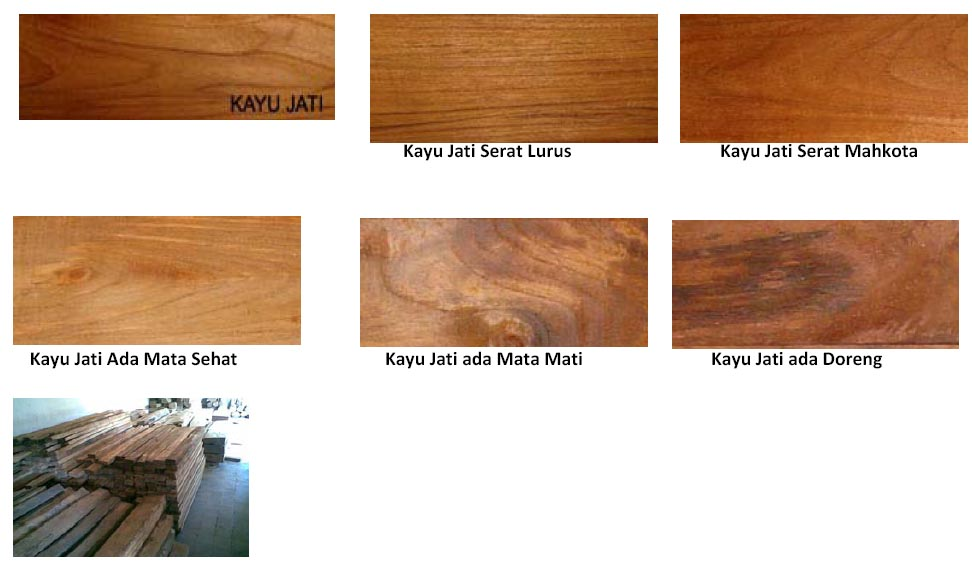 KAYU JATI
Kayu Jati Serat Lurus
Kayu Jati Serat Mahkota
Kayu Jati Ada Mata Sehat
Kayu Jati ada Mata Mati
Kayu Jati ada Doreng